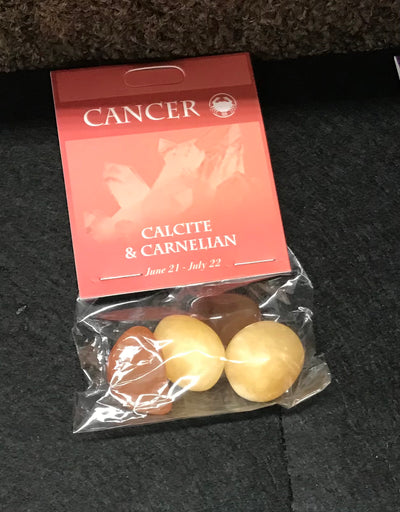 CANCER
CALCITE
& CARNELIAN
June 21 - July 22